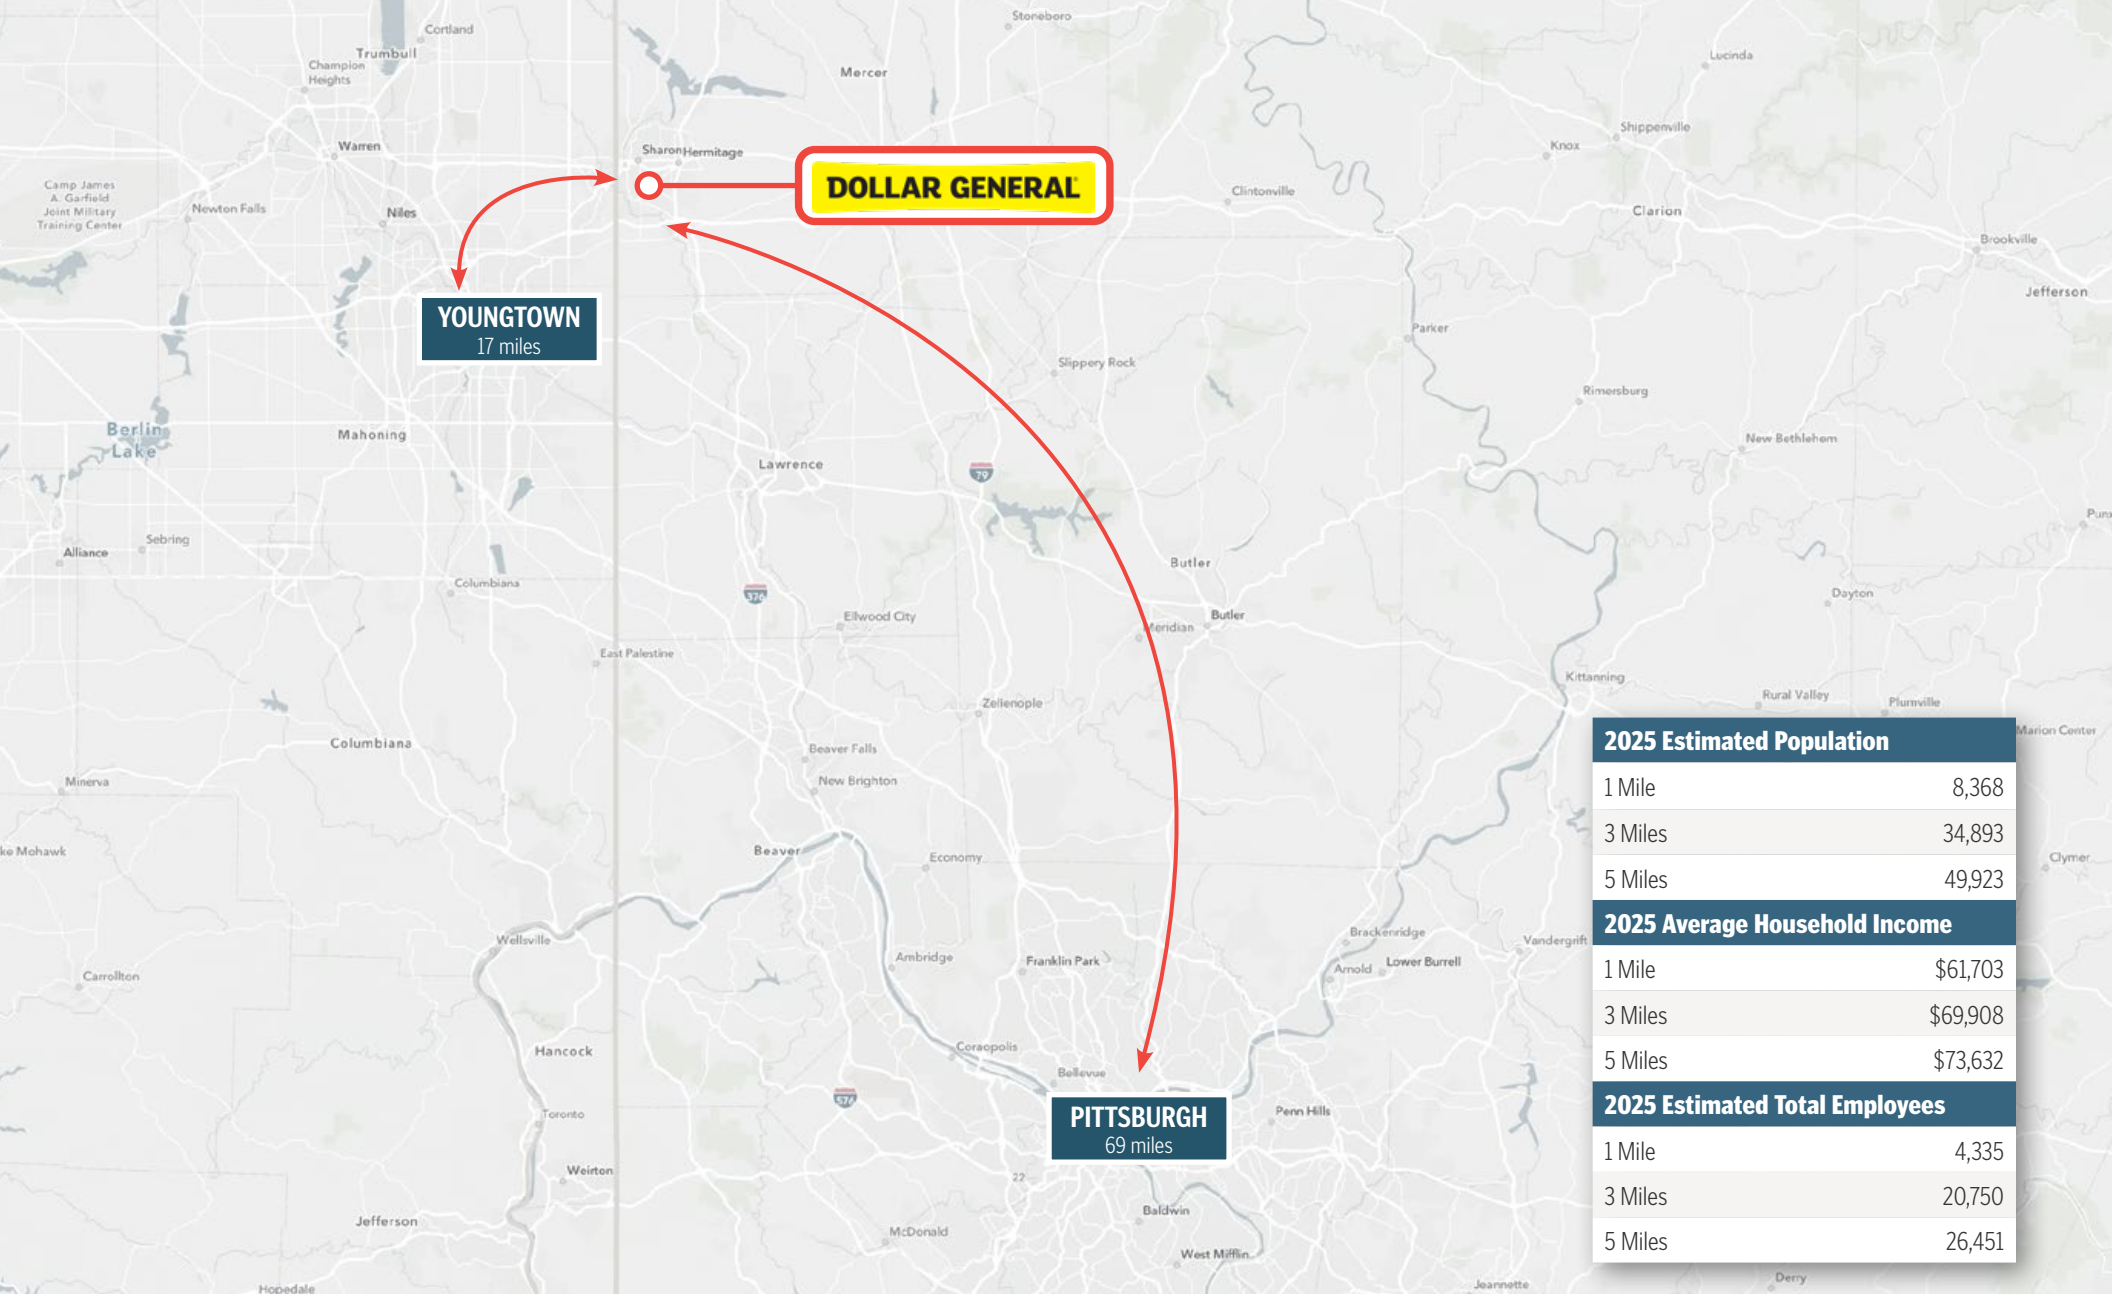 Stoneboro
Cortland
Trumbull
Champion
Heights
Mercer
Lucinda
Warren
Sharon
Hermitage
Shippenville
Knox
DOLLAR GENERAL
Camp James
A. Garfield
Joint Military
Training Center
Newton Falls
Niles
Clintonville
Clarion
Brookville
Jefferson
YOUNGTOWN
17 miles
Parker
Slippery Rock
Rimersburg
Berlin
Lake
Mahoning
New Bethlehem
Lawrence
79
Punx
Alliance
Sebring
Columbiana
Butler
376
Dayton
Ellwood City
Butler
Meridian
East Palestine
Kittanning
Rural Valley
Plumville
Zelienople
Marion Center
Columbiana
Beaver Falls
New Brighton
Minerva
ke Mohawk
Beaver
Economy
Clymer
2025 Estimated Population
1 Mile 8,368
3 Miles 34,893
5 Miles 49,923
2025 Average Household Income
1 Mile $61,703
3 Miles $69,908
5 Miles $73,632
2025 Estimated Total Employees
1 Mile 4,335
3 Miles 20,750
5 Miles 26,451
Wellsville
Brackenridge
Vandergrift
Carrollton
Ambridge
Franklin Park
Arnold
Lower Burrell
Hancock
Coraopolis
Bellevue
576
Toronto
PITTSBURGH
69 miles
Penn Hills
Weirton
22
Jefferson
Baldwin
McDonald
West Mifflin
Hopedale
Jeannette
Derry